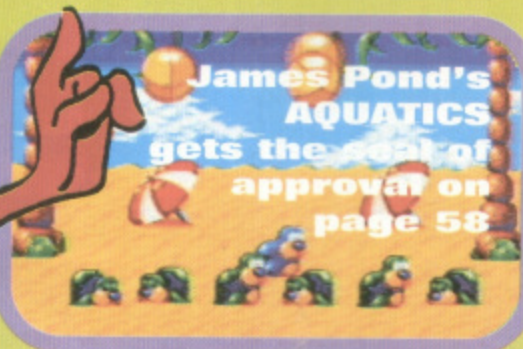 James Pond's
AQUATICS
gets the seal of
approval on
page 58